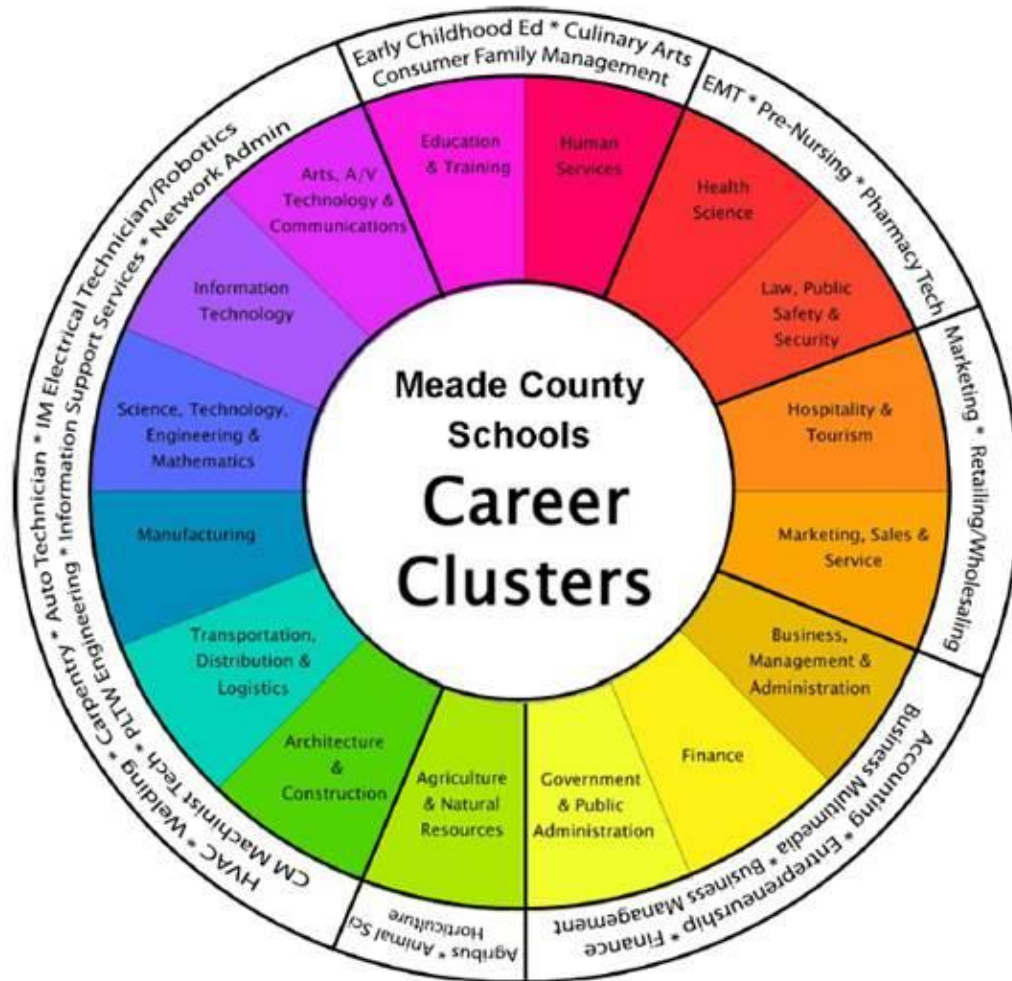 Early Childhood Ed * Culinary Arts
Consumer Family Management
EMT * Pre-Nursing * Pharmacy Tech
Marketing * Retailing/Wholesaling
Accounting * Entrepreneurship * Finance
Business Multimedia * Business Management
Agribus * Animal Sci
Horticulture
HVAC * Welding * Carpentry * Auto Technician * IM Electrical Technician/Robotics
CM Machinist Tech * PLTW Engineering * Information Support Services * Network Admin
Education
& Training
Human
Services
Health
Science
Law, Public
Safety &
Security
Hospitality &
Tourism
Marketing, Sales &
Service
Business,
Management &
Administration
Finance
Government
& Public
Administration
Agriculture
& Natural
Resources
Architecture
&
Construction
Transportation,
Distribution &
Logistics
Manufacturing
Science, Technology,
Engineering &
Mathematics
Information
Technology
Arts, A/V
Technology &
Communications
Meade County
Schools
Career
Clusters